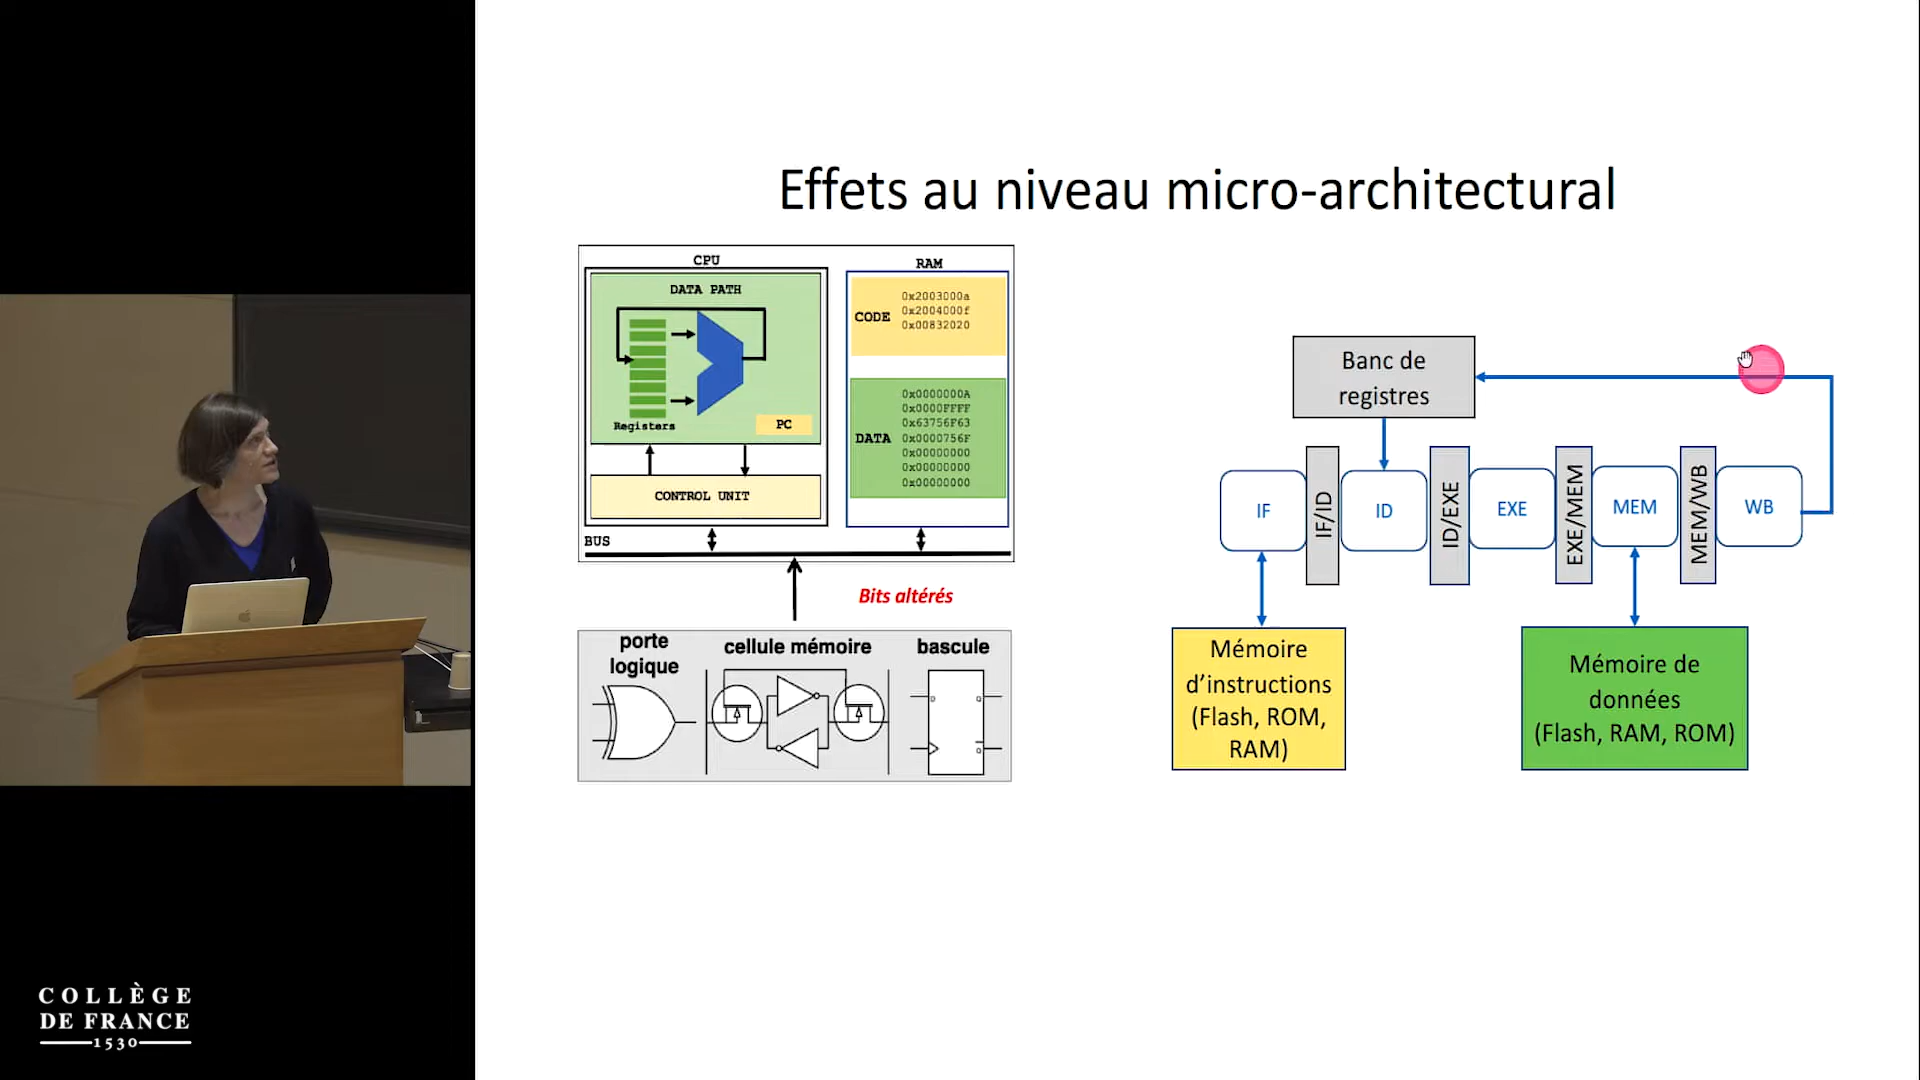 Effets au niveau micro-architectural
CPU
DATA PATH
Registers
PC
CONTROL UNIT
BUS
RAM
CODE
0x2003000a
0x2004000f
0x00832020
DATA
0x0000000A
0x0000FFFF
0x63756F63
0x0000756F
0x00000000
0x00000000
0x00000000
Bits altérés
porte
logique
cellule mémoire
bascule
Banc de
registres
IF
IF/ID
ID
ID/EXE
EXE
EXE/MEM
MEM
MEM/WB
WB
Mémoire
d’instructions
(Flash, ROM,
RAM)
Mémoire de
données
(Flash, RAM, ROM)
COLLÈGE
DE FRANCE
1530